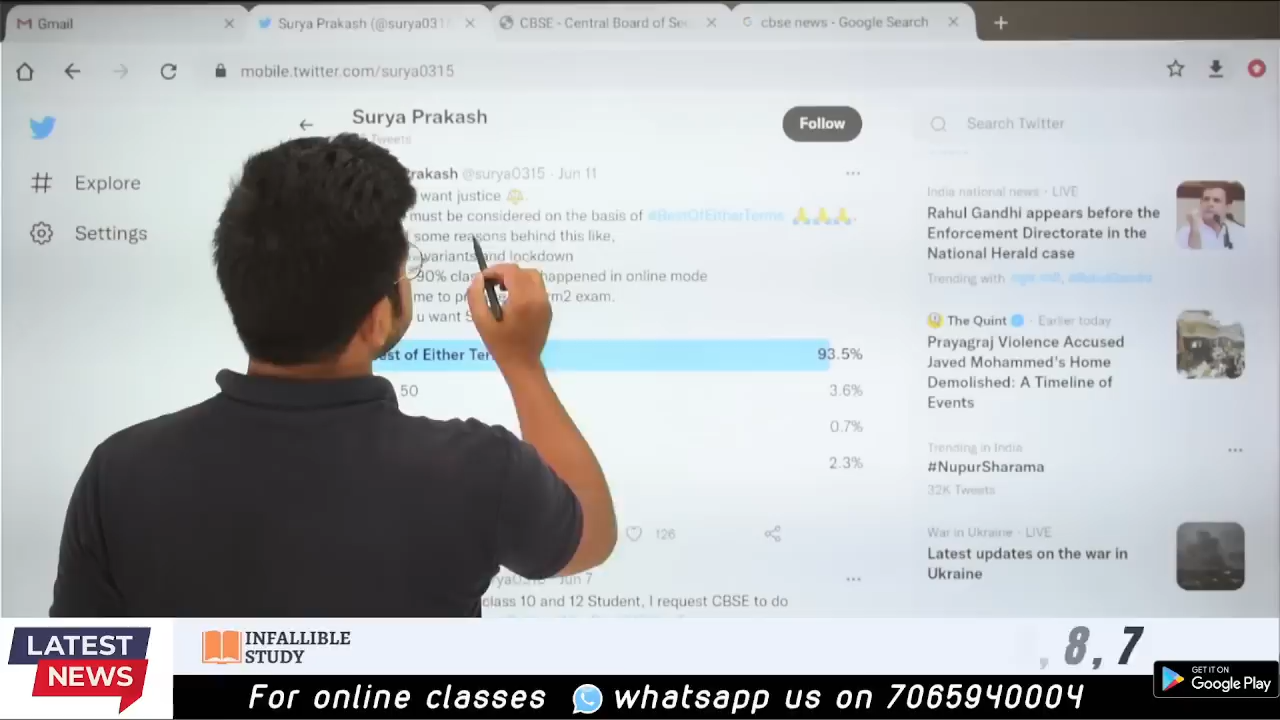 Gmail
Surya Prakash (@surya031
CBSE - Central Board of Se
cbse news - Google Search
mobile.twitter.com/surya0315
Surya Prakash
Tweets
Follow
Search Twitter
Explore
Settings
rakash @surya0315 · Jun 11
want justice
must be considered on the basis of #BestOfEitherTerms
some reasons behind this like,
variants and lockdown
90% clas happened in online mode
me to pr rm2 exam.
u want
est of Either Ter 93.5%
50 3.6%
0.7%
2.3%
126
Jun 7
class 10 and 12 Student, I request CBSE to do
India national news · LIVE
Rahul Gandhi appears before the
Enforcement Directorate in the
National Herald case
Trending with
The Quint · Earlier today
Prayagraj Violence Accused
Javed Mohammed's Home
Demolished: A Timeline of
Events
Trending in India
#NupurSharama
32K Tweets
War in Ukraine · LIVE
Latest updates on the war in
Ukraine
LATEST
NEWS
INFALLIBLE
STUDY
, 8, 7
GET IT ON
Google Play
For online classes whatsapp us on 7065940004